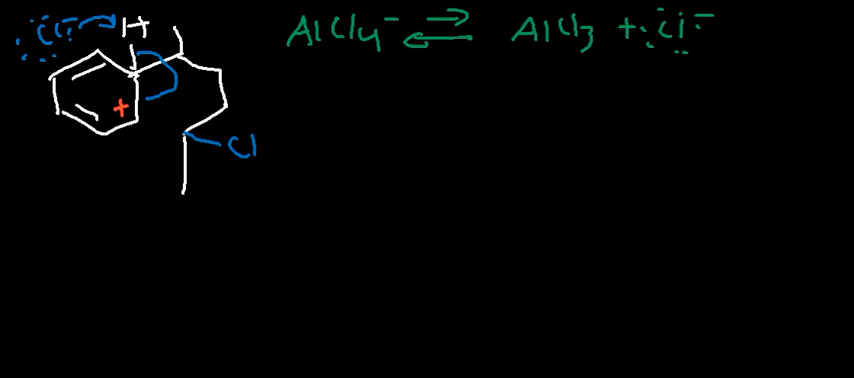 :Cl:⁻ H AlCl4⁻ ⇌ AlCl3 + :Cl:⁻
+
Cl